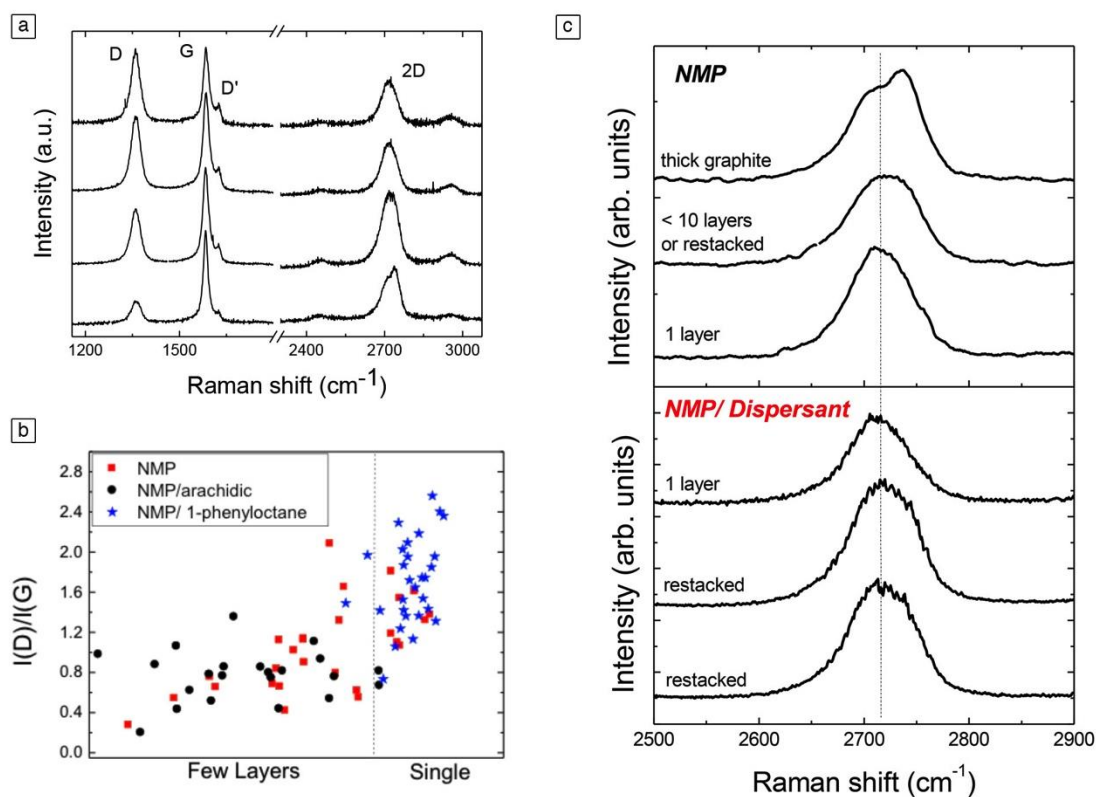 a
D
G
D'
2D
Intensity (a.u.)
1200
1500
2400
2700
3000
Raman shift (cm-1)
b
NMP
NMP/arachidic
NMP/ 1-phenyloctane
I(D)/I(G)
2.8
2.4
2.0
1.6
1.2
0.8
0.4
0.0
Few Layers
Single
c
NMP
thick graphite
< 10 layers
or restacked
1 layer
Intensity (arb. units)
NMP/ Dispersant
1 layer
restacked
restacked
Intensity (arb. units)
2500
2600
2700
2800
2900
Raman shift (cm-1)